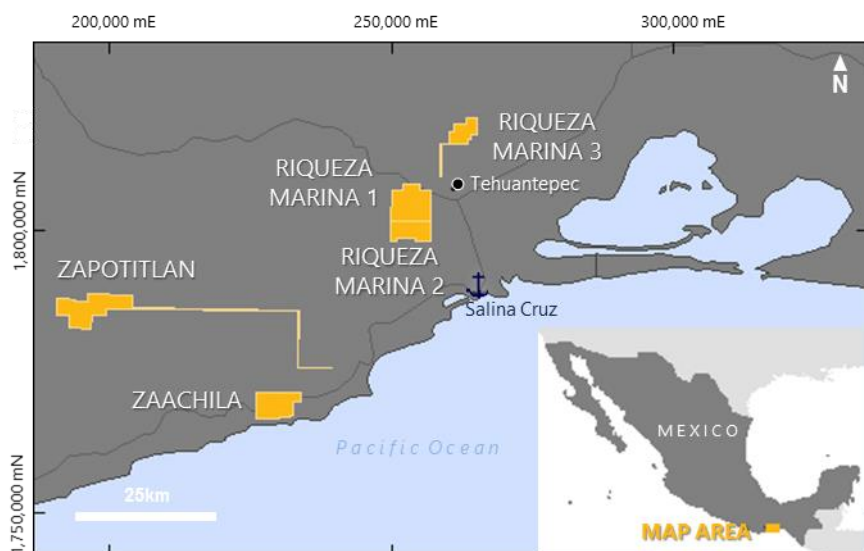 200,000 mE
250,000 mE
300,000 mE
N
RIQUEZA
MARINA 3
RIQUEZA
MARINA 1
Tehuantepec
1,800,000 mN
RIQUEZA
MARINA 2
ZAPOTITLAN
Salina Cruz
ZAACHILA
Pacific Ocean
MEXICO
25km
1,750,000 mN
MAP AREA